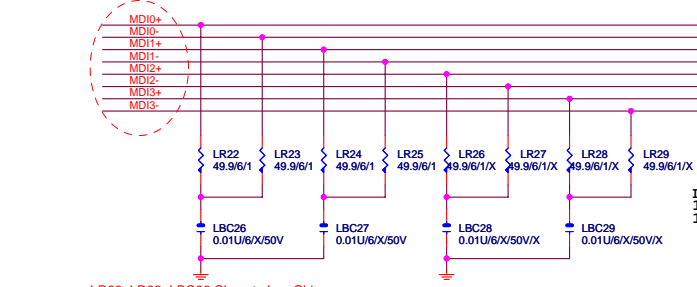 MDI0+
MDI0-
MDI1+
MDI1-
MDI2+
MDI2-
MDI3+
MDI3-
LR22 LR23 LR24 LR25 LR26 LR27 LR28 LR29
49.9/6/1 49.9/6/1 49.9/6/1 49.9/6/1 49.9/6/1/X 49.9/6/1/X 49.9/6/1/X 49.9/6/1/X
LBC26 LBC27 LBC28 LBC29
0.01U/6/X/50V 0.01U/6/X/50V 0.01U/6/X/50V/X 0.01U/6/X/50V/X